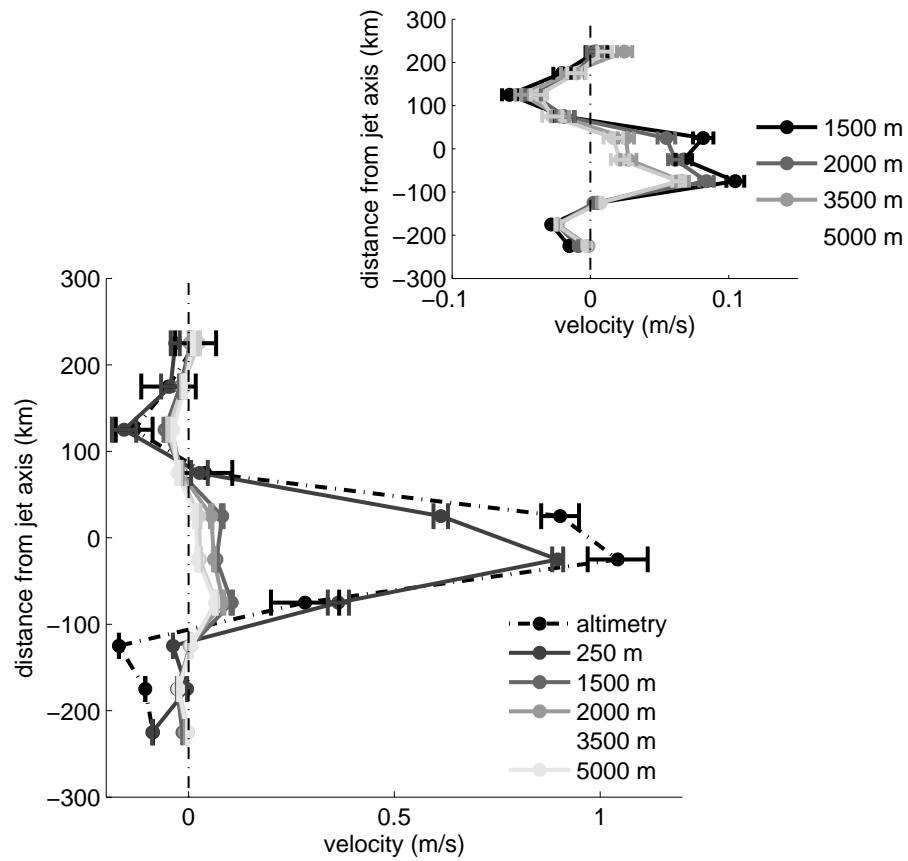 300
200
100
0
−100
−200
−300
distance from jet axis (km)
−0.1
0
0.1
velocity (m/s)
1500 m
2000 m
3500 m
5000 m
300
200
100
0
−100
−200
−300
distance from jet axis (km)
0
0.5
1
velocity (m/s)
altimetry
250 m
1500 m
2000 m
3500 m
5000 m